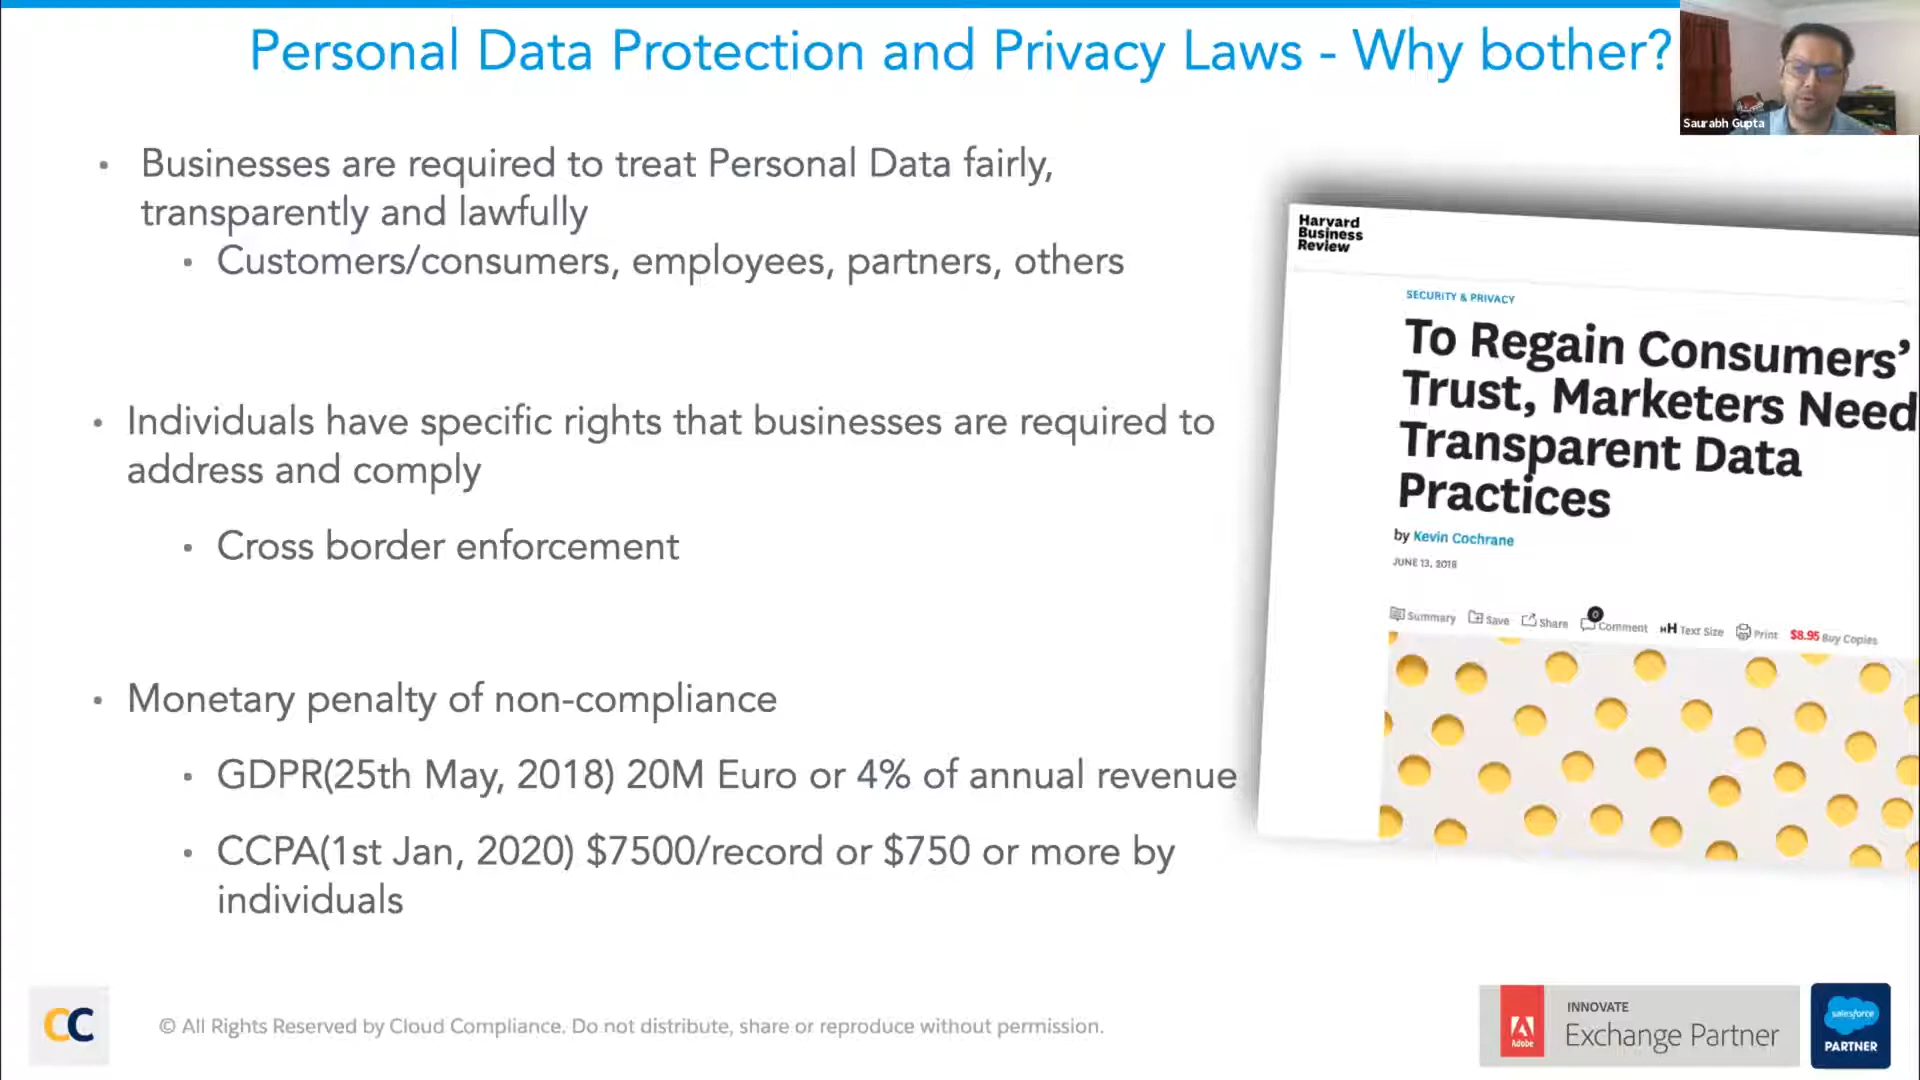 Personal Data Protection and Privacy Laws - Why bother?
Saurabh Gupta
• Businesses are required to treat Personal Data fairly,
transparently and lawfully
• Customers/consumers, employees, partners, others
• Individuals have specific rights that businesses are required to
address and comply
• Cross border enforcement
• Monetary penalty of non-compliance
• GDPR(25th May, 2018) 20M Euro or 4% of annual revenue
• CCPA(1st Jan, 2020) $7500/record or $750 or more by
individuals
Harvard
Business
Review
SECURITY & PRIVACY
To Regain Consumers’
Trust, Marketers Need
Transparent Data
Practices
by Kevin Cochrane
JUNE 13, 2018
Summary Save Share 0 Comment HH Text Size Print $8.95 Buy Copies
CC
© All Rights Reserved by Cloud Compliance. Do not distribute, share or reproduce without permission.
Adobe
INNOVATE
Exchange Partner
salesforce
PARTNER